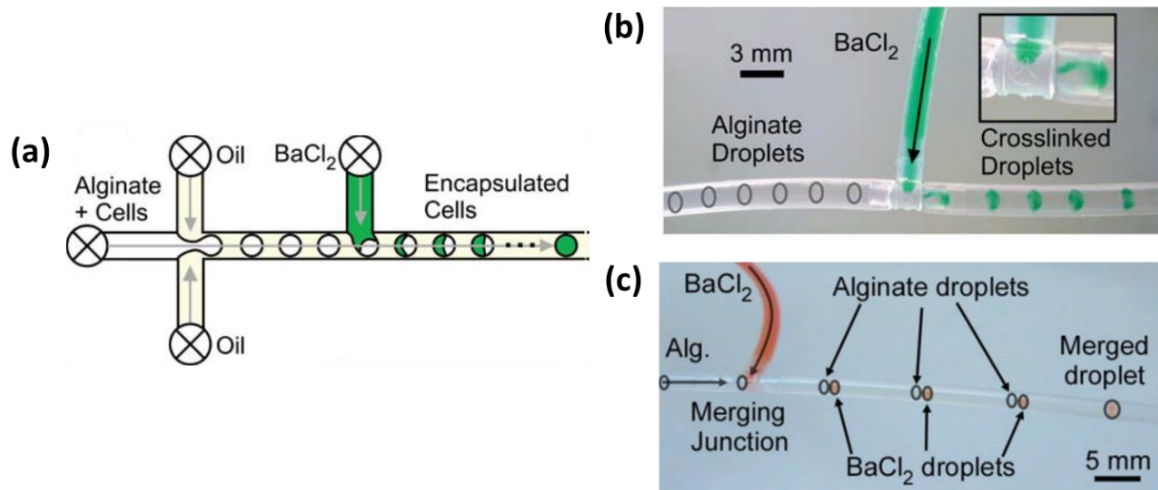 (a)
Oil
BaCl₂
Alginate
+ Cells
Encapsulated
Cells
Oil
(b)
BaCl₂
3 mm
Alginate
Droplets
Crosslinked
Droplets
(c)
BaCl₂
Alginate droplets
Alg.
Merged
droplet
Merging
Junction
BaCl₂ droplets
5 mm